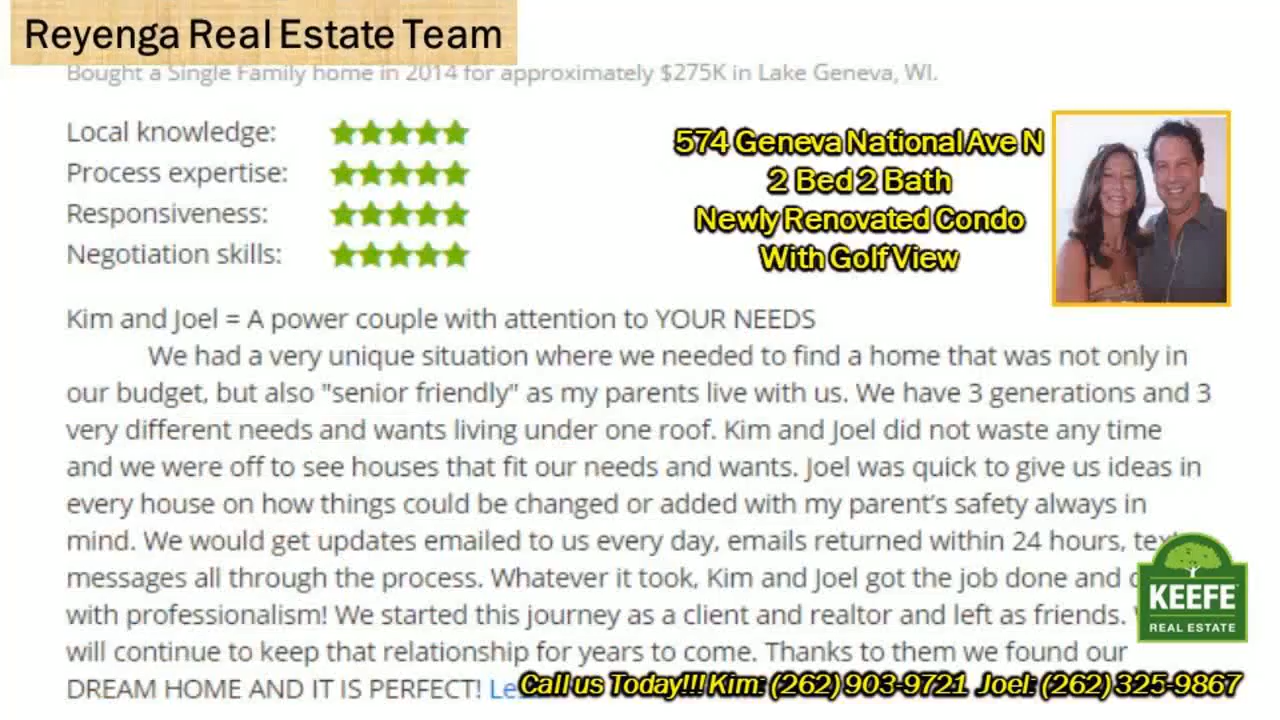 Reyenga Real Estate Team
Bought a Single Family home in 2014 for approximately $275K in Lake Geneva, WI.
Local knowledge:
Process expertise:
Responsiveness:
Negotiation skills:
574 Geneva National Ave N
2 Bed 2 Bath
Newly Renovated Condo
With Golf View
Kim and Joel = A power couple with attention to YOUR NEEDS
We had a very unique situation where we needed to find a home that was not only in
our budget, but also "senior friendly" as my parents live with us. We have 3 generations and 3
very different needs and wants living under one roof. Kim and Joel did not waste any time
and we were off to see houses that fit our needs and wants. Joel was quick to give us ideas in
every house on how things could be changed or added with my parent's safety always in
mind. We would get updates emailed to us every day, emails returned within 24 hours, text
messages all through the process. Whatever it took, Kim and Joel got the job done and
with professionalism! We started this journey as a client and realtor and left as friends.
will continue to keep that relationship for years to come. Thanks to them we found our
DREAM HOME AND IT IS PERFECT!
KEEFE
REAL ESTATE
Call us Today!!! Kim: (262) 903-9721 Joel: (262) 325-9867